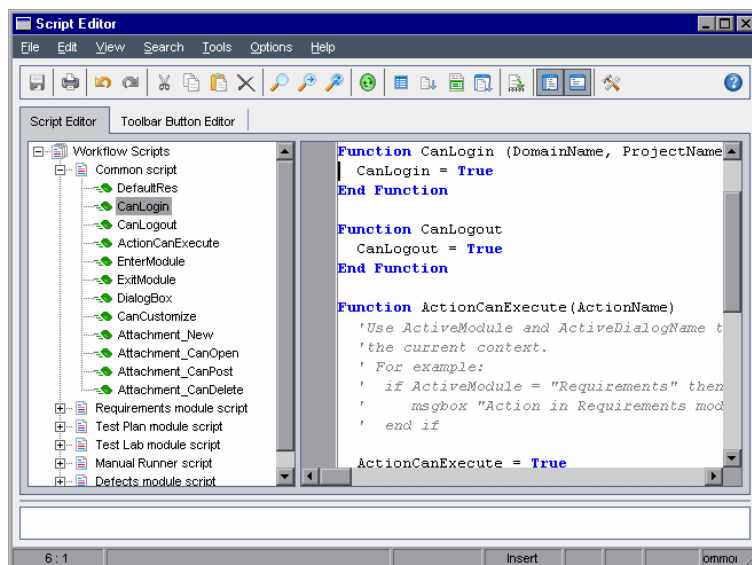 Script Editor
File Edit View Search Tools Options Help
Script Editor Toolbar Button Editor
Workflow Scripts
Common script
DefaultRes
CanLogin
CanLogout
ActionCanExecute
EnterModule
ExitModule
DialogBox
CanCustomize
Attachment_New
Attachment_CanOpen
Attachment_CanPost
Attachment_CanDelete
Requirements module script
Test Plan module script
Test Lab module script
Manual Runner script
Defects module script
Function CanLogin (DomainName, ProjectName
CanLogin = True
End Function
Function CanLogout
CanLogout = True
End Function
Function ActionCanExecute(ActionName)
'Use ActiveModule and ActiveDialogName t
'the current context.
' For example:
' if ActiveModule = "Requirements" then
' msgbox "Action in Requirements mod
' end if
ActionCanExecute = True
6 : 1 Insert ommo